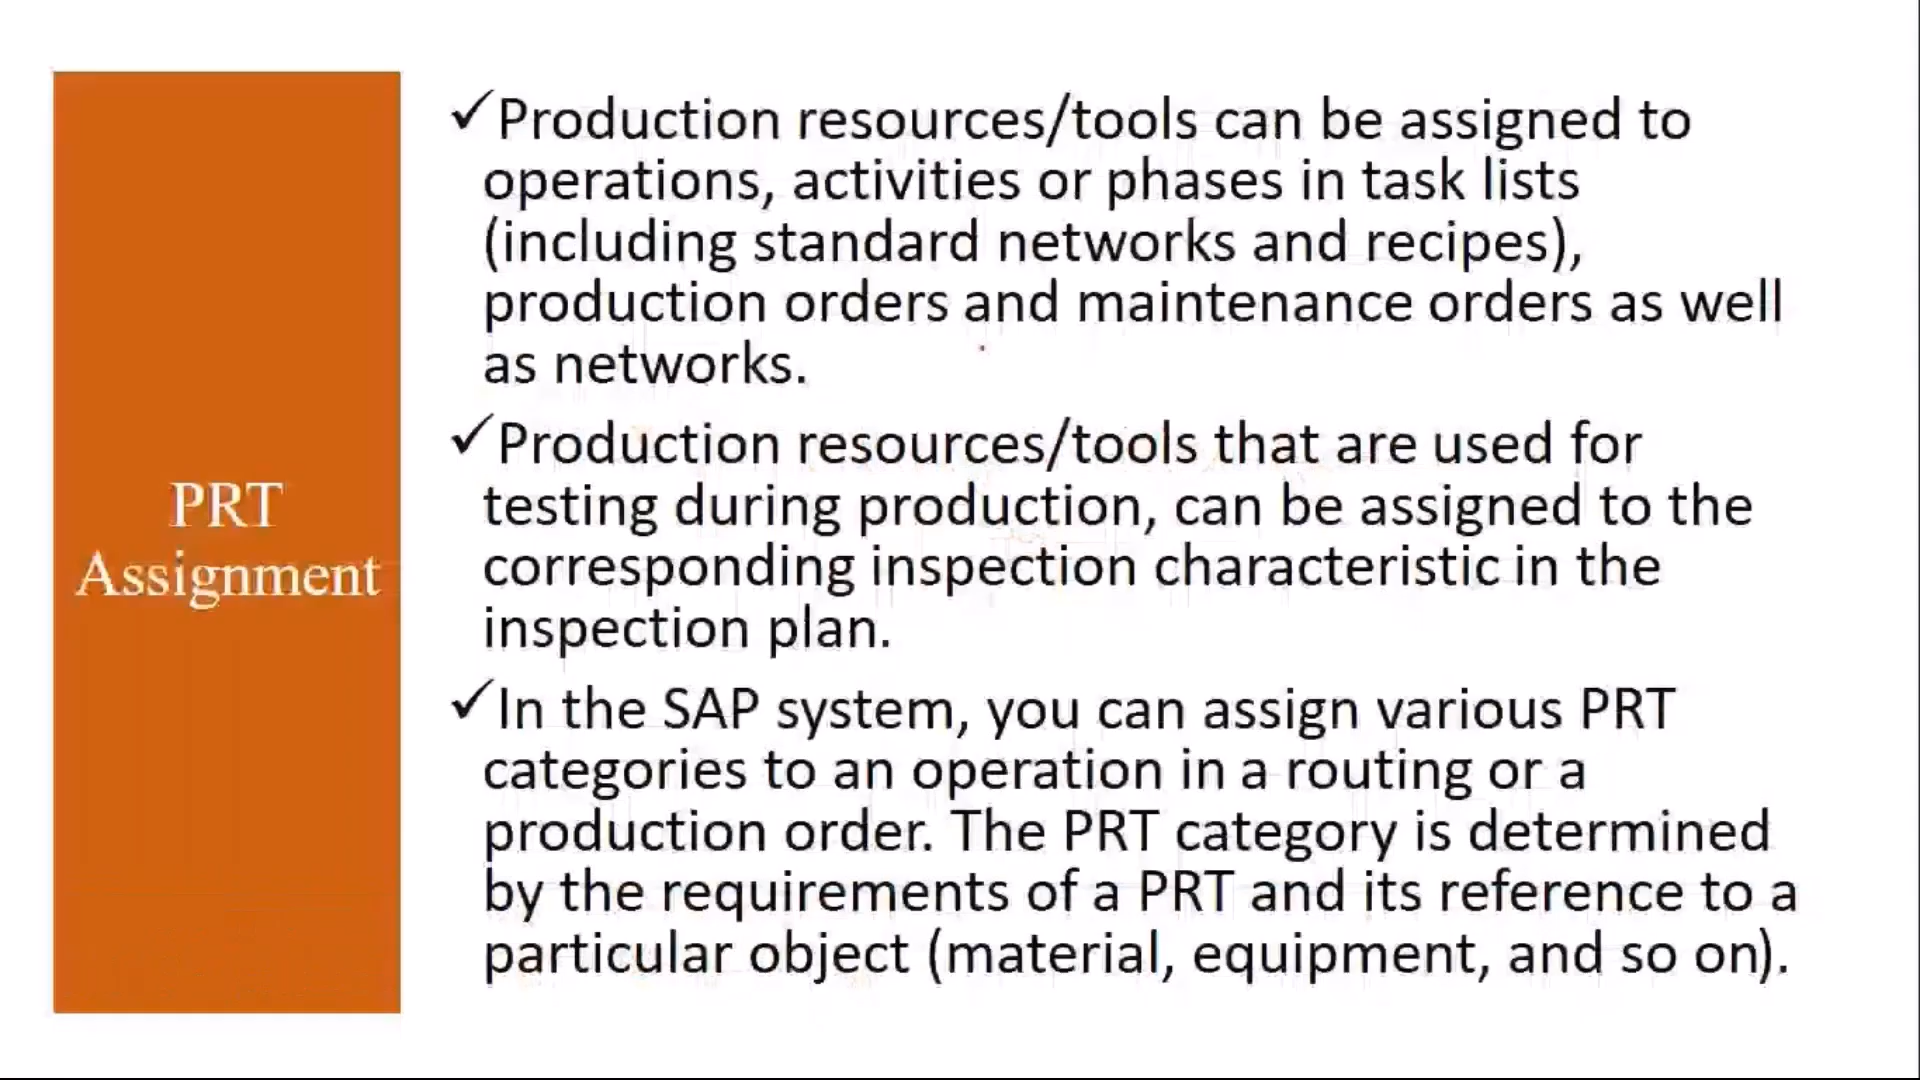 PRT
Assignment
✓Production resources/tools can be assigned to
operations, activities or phases in task lists
(including standard networks and recipes),
production orders and maintenance orders as well
as networks.
✓Production resources/tools that are used for
testing during production, can be assigned to the
corresponding inspection characteristic in the
inspection plan.
✓In the SAP system, you can assign various PRT
categories to an operation in a routing or a
production order. The PRT category is determined
by the requirements of a PRT and its reference to a
particular object (material, equipment, and so on).